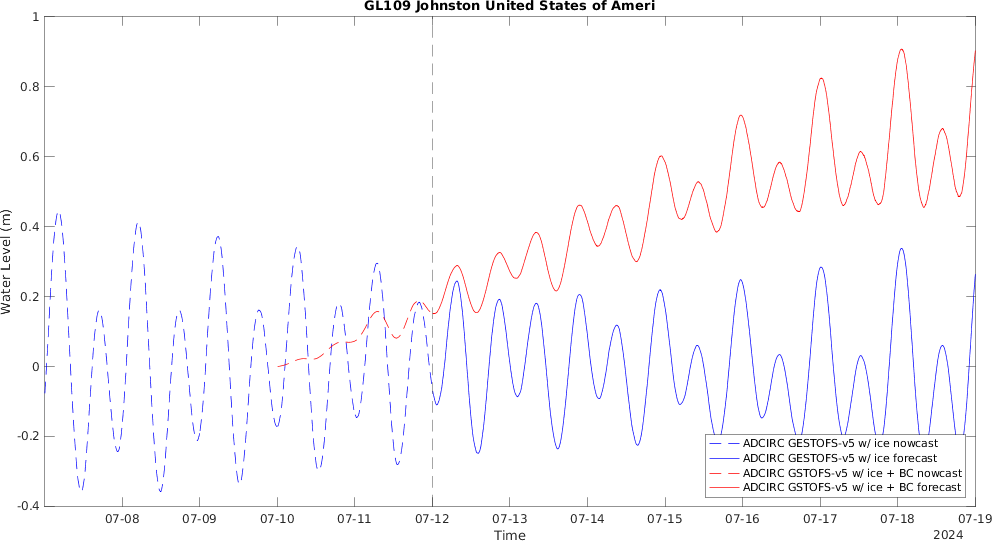 GL109 Johnston United States of Ameri
1
0.8
0.6
0.4
0.2
0
-0.2
-0.4
Water Level (m)
ADCIRC GESTOFS-v5 w/ ice nowcast
ADCIRC GESTOFS-v5 w/ ice forecast
ADCIRC GSTOFS-v5 w/ ice + BC nowcast
ADCIRC GSTOFS-v5 w/ ice + BC forecast
07-08 07-09 07-10 07-11 07-12 07-13 07-14 07-15 07-16 07-17 07-18 07-19
Time
2024